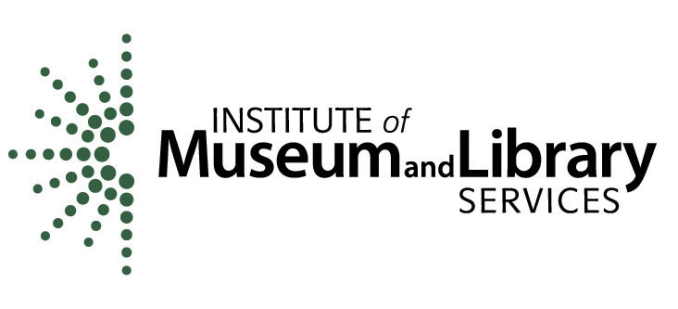 INSTITUTE of
Museum and Library
SERVICES